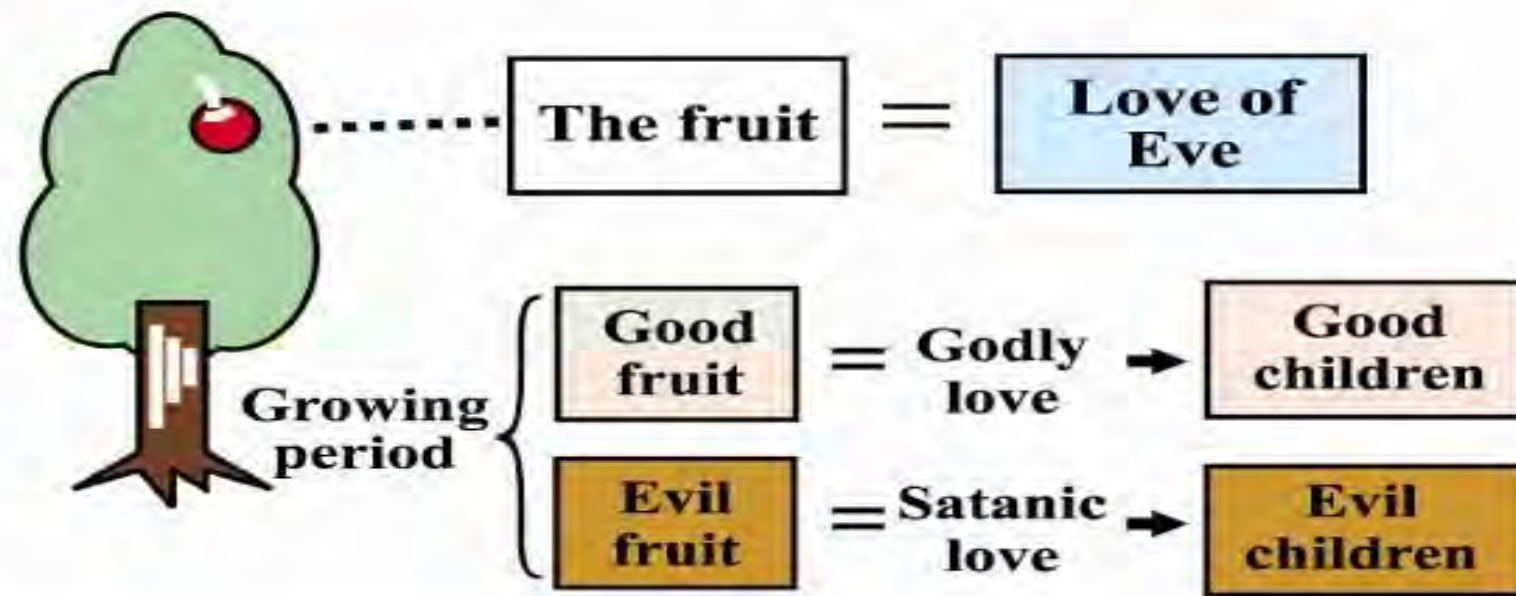 The fruit = Love of
Eve
Growing
period
Good
fruit = Godly
love → Good
children
Evil
fruit = Satanic
love → Evil
children